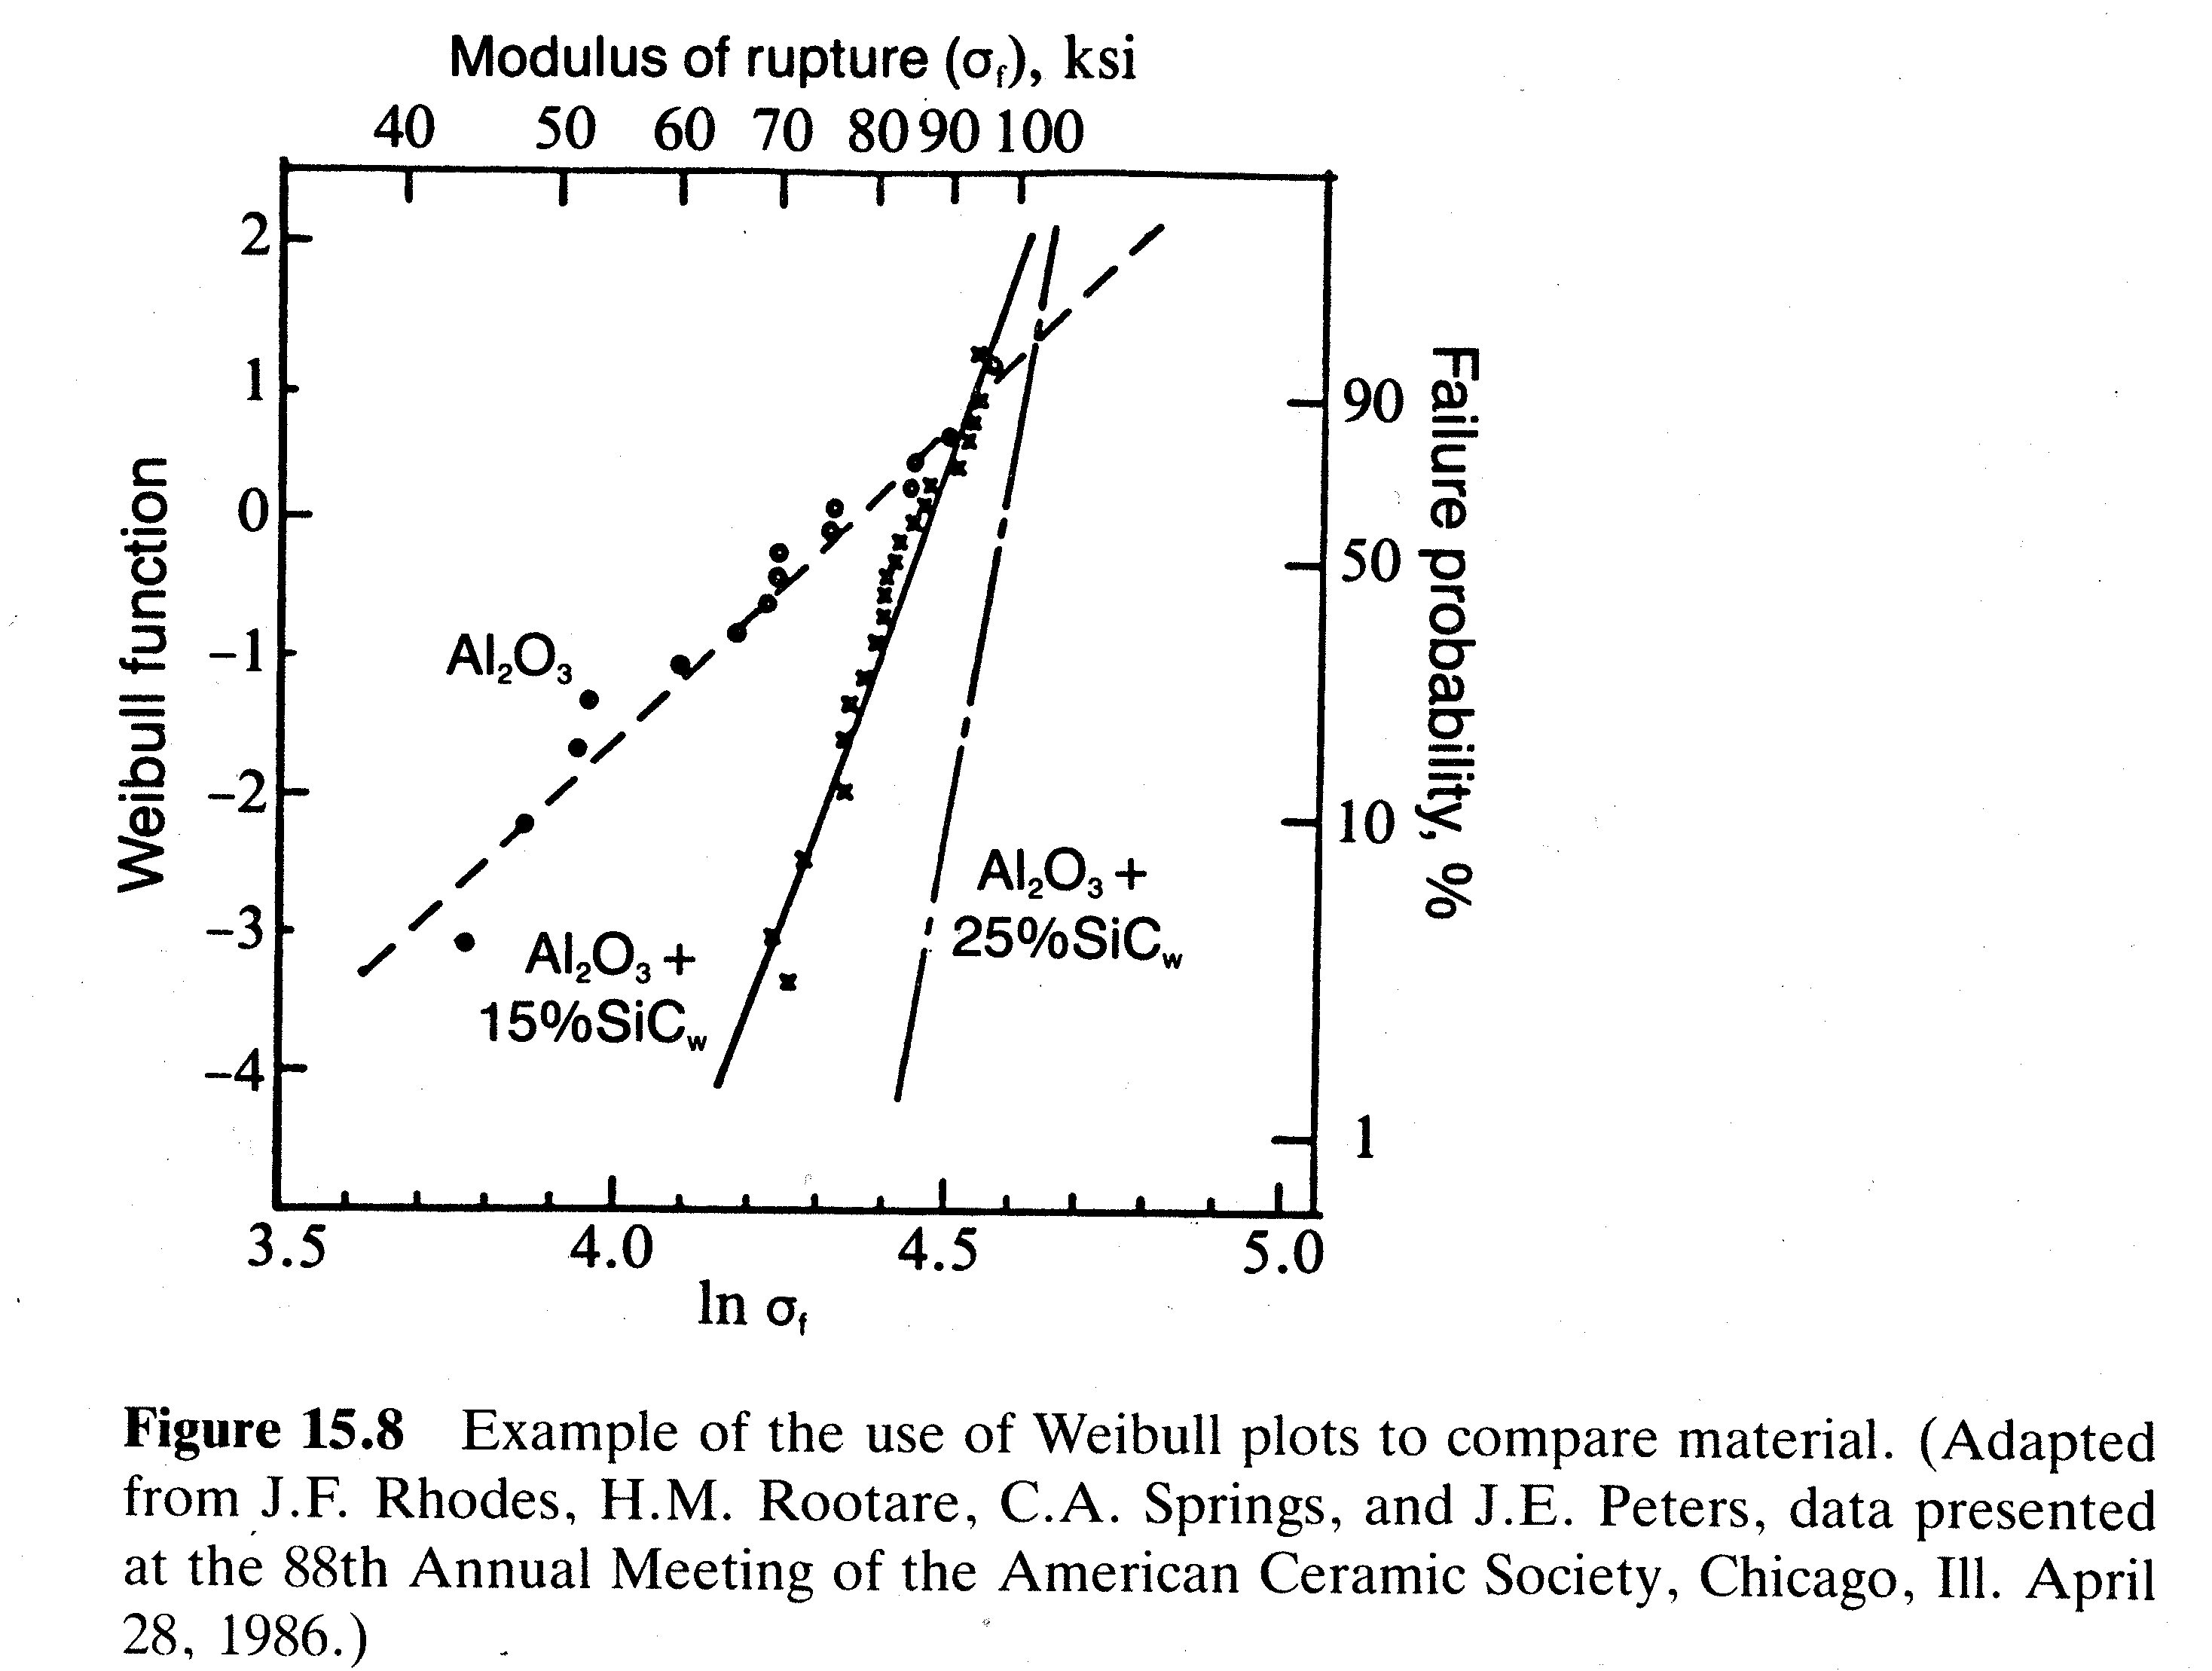 Modulus of rupture (σf), ksi
40 50 60 70 80 90 100
2
1
0
−1
−2
−3
−4
Weibull function
90
50
10
1
Failure probability, %
Al2O3
Al2O3 +
15%SiCw
Al2O3 +
25%SiCw
3.5 4.0 4.5 5.0
ln σf
Figure 15.8 Example of the use of Weibull plots to compare material. (Adapted
from J.F. Rhodes, H.M. Rootare, C.A. Springs, and J.E. Peters, data presented
at the 88th Annual Meeting of the American Ceramic Society, Chicago, Ill. April
28, 1986.)